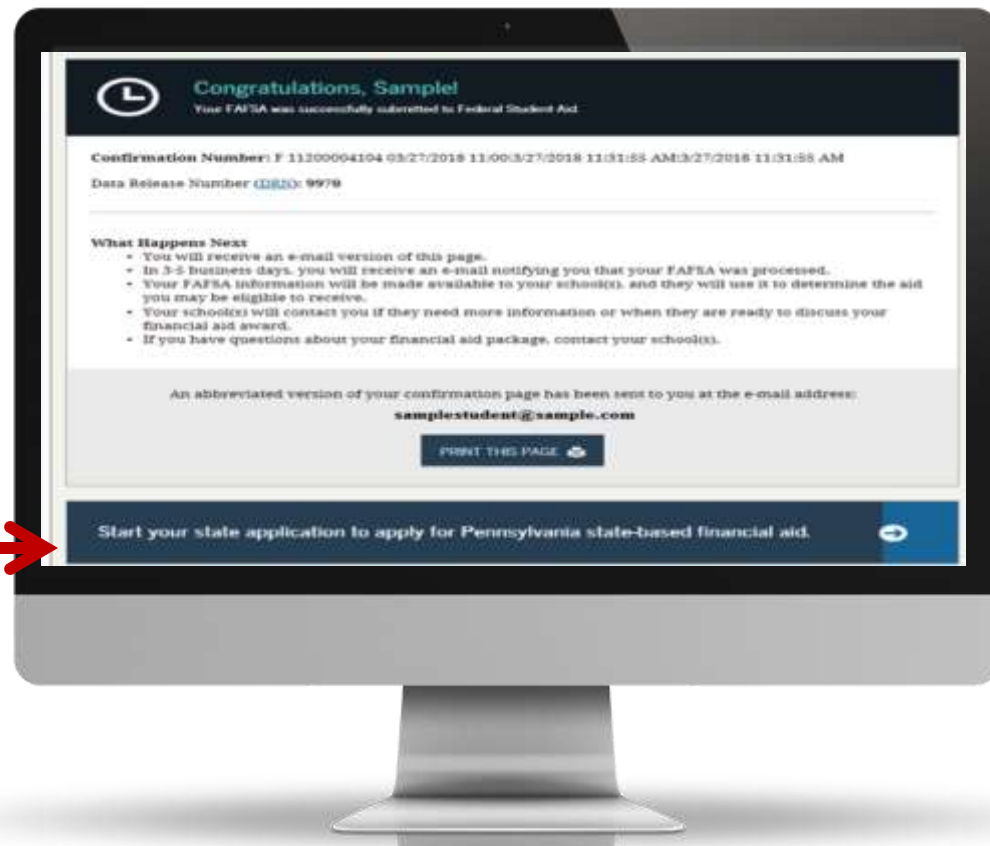 Congratulations, Sample!
Your FAFSA was successfully submitted to Federal Student Aid.
Confirmation Number: F 11200004104 03/27/2018 11:00:3/27/2018 11:31:55 AM:3/27/2018 11:31:55 AM
Data Release Number (DRN): 9978
What Happens Next
• You will receive an e-mail version of this page.
• In 3-5 business days, you will receive an e-mail notifying you that your FAFSA was processed.
• Your FAFSA information will be made available to your school(s), and they will use it to determine the aid
you may be eligible to receive.
• Your school(s) will contact you if they need more information or when they are ready to discuss your
financial aid award.
• If you have questions about your financial aid package, contact your school(s).
An abbreviated version of your confirmation page has been sent to you at the e-mail address:
samplestudent@sample.com
PRINT THIS PAGE
Start your state application to apply for Pennsylvania state-based financial aid.